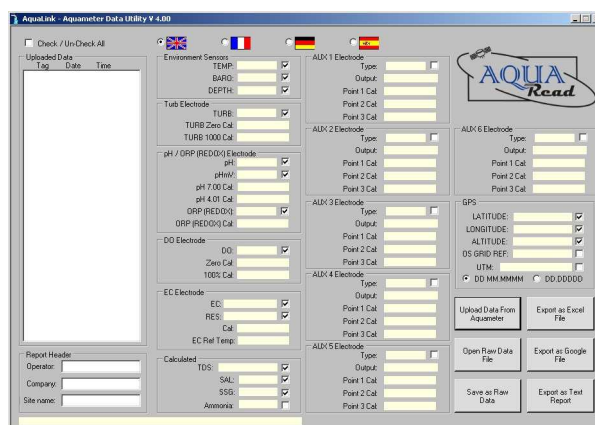 AquaLink - Aquameter Data Utility V 4.00
Check / Un-Check All
Uploaded Data
Tag Date Time
Report Header
Operator:
Company:
Site name:
Environment Sensors
TEMP:
BARO:
DEPTH:
Turb Electrode
TURB:
TURB Zero Cal:
TURB 1000 Cal:
pH / ORP (REDOX) Electrode
pH:
pHmV:
pH 7.00 Cal:
pH 4.01 Cal:
ORP (REDOX):
ORP (REDOX) Cal:
DO Electrode
DO:
Zero Cal:
100% Cal:
EC Electrode
EC:
RES:
Cal:
EC Ref Temp:
Calculated
TDS:
SAL:
SSG:
Ammonia:
AUX 1 Electrode
Type:
Output:
Point 1 Cal:
Point 2 Cal:
Point 3 Cal:
AUX 2 Electrode
Type:
Output:
Point 1 Cal:
Point 2 Cal:
Point 3 Cal:
AUX 3 Electrode
Type:
Output:
Point 1 Cal:
Point 2 Cal:
Point 3 Cal:
AUX 4 Electrode
Type:
Output:
Point 1 Cal:
Point 2 Cal:
Point 3 Cal:
AUX 5 Electrode
Type:
Output:
Point 1 Cal:
Point 2 Cal:
Point 3 Cal:
AQUA
Read
AUX 6 Electrode
Type:
Output:
Point 1 Cal:
Point 2 Cal:
Point 3 Cal:
GPS
LATITUDE:
LONGITUDE:
ALTITUDE:
OS GRID REF:
UTM:
DD MM.MMMM DD.DDDDD
Upload Data From
Aquameter
Export as Excel
File
Open Raw Data
File
Export as Google
File
Save as Raw
Data
Export as Text
Report